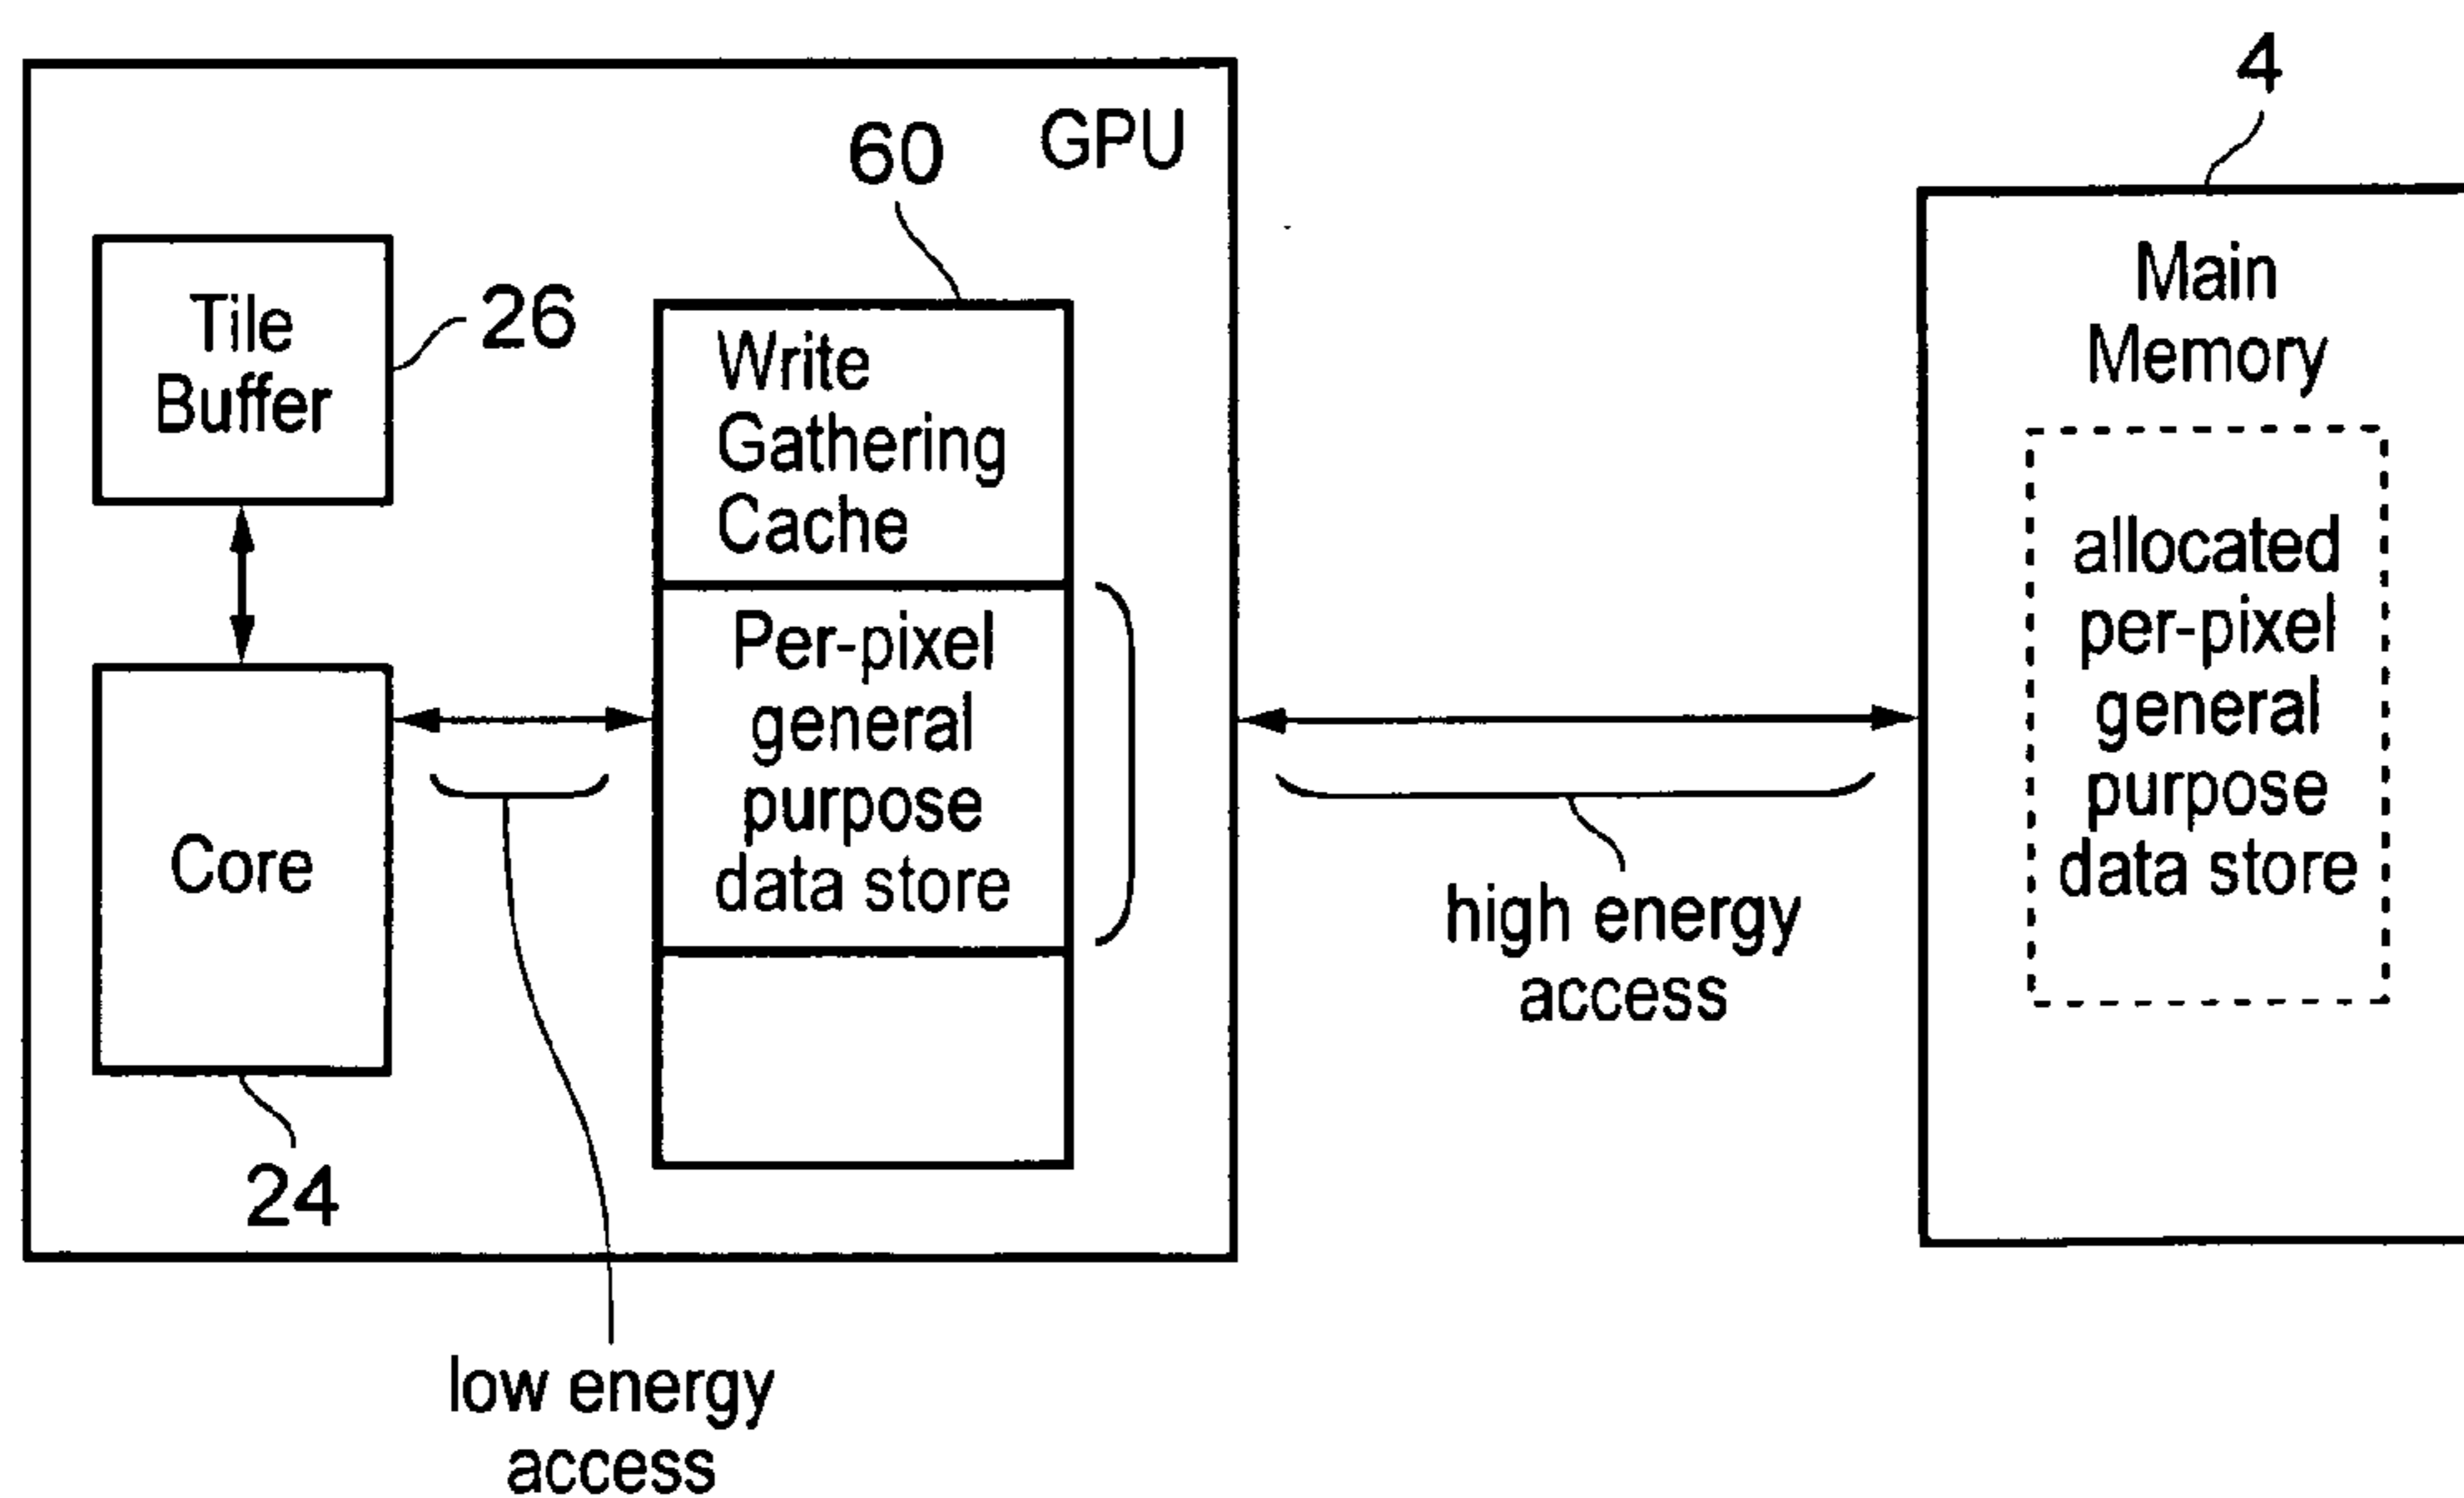 4
GPU
60
Main
Memory
Tile
Buffer
26
Write
Gathering
Cache
allocated
per-pixel
general
purpose
data store
Per-pixel
general
purpose
data store
Core
high energy
access
24
low energy
access